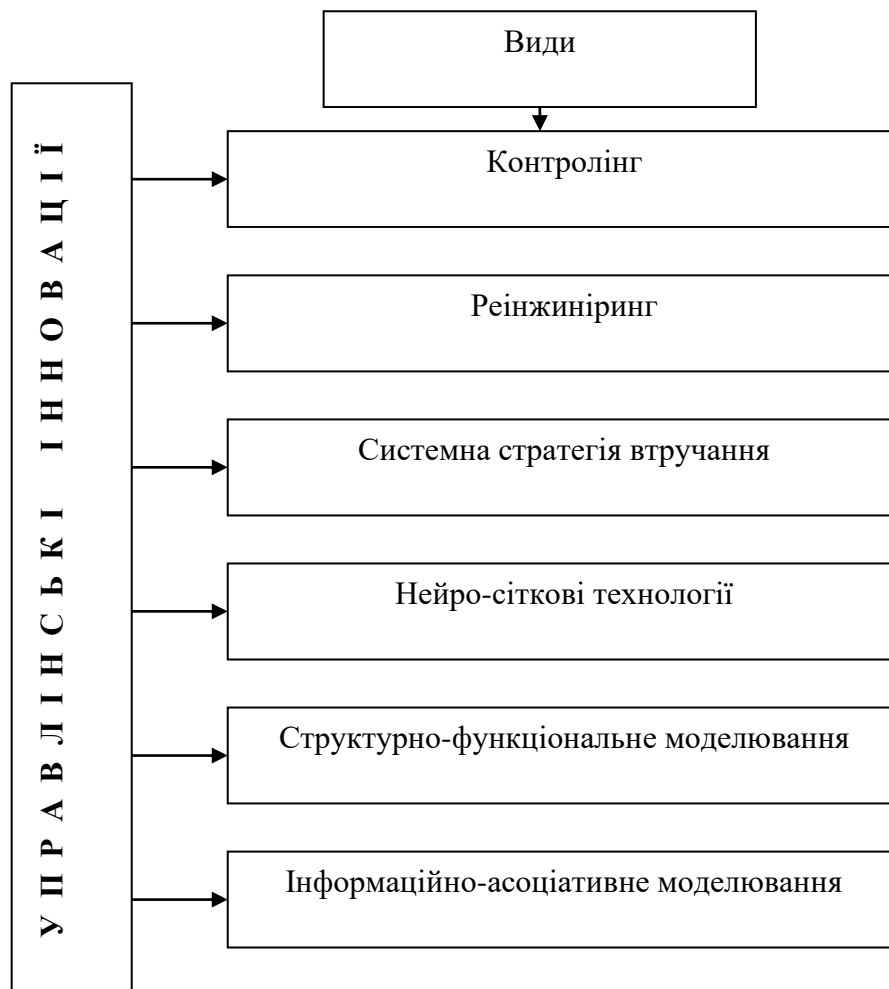 Види
УПРАВЛІНСЬКІ ІННОВАЦІЇ
Контролінг
Реінжиніринг
Системна стратегія втручання
Нейро-сіткові технології
Структурно-функціональне моделювання
Інформаційно-асоціативне моделювання